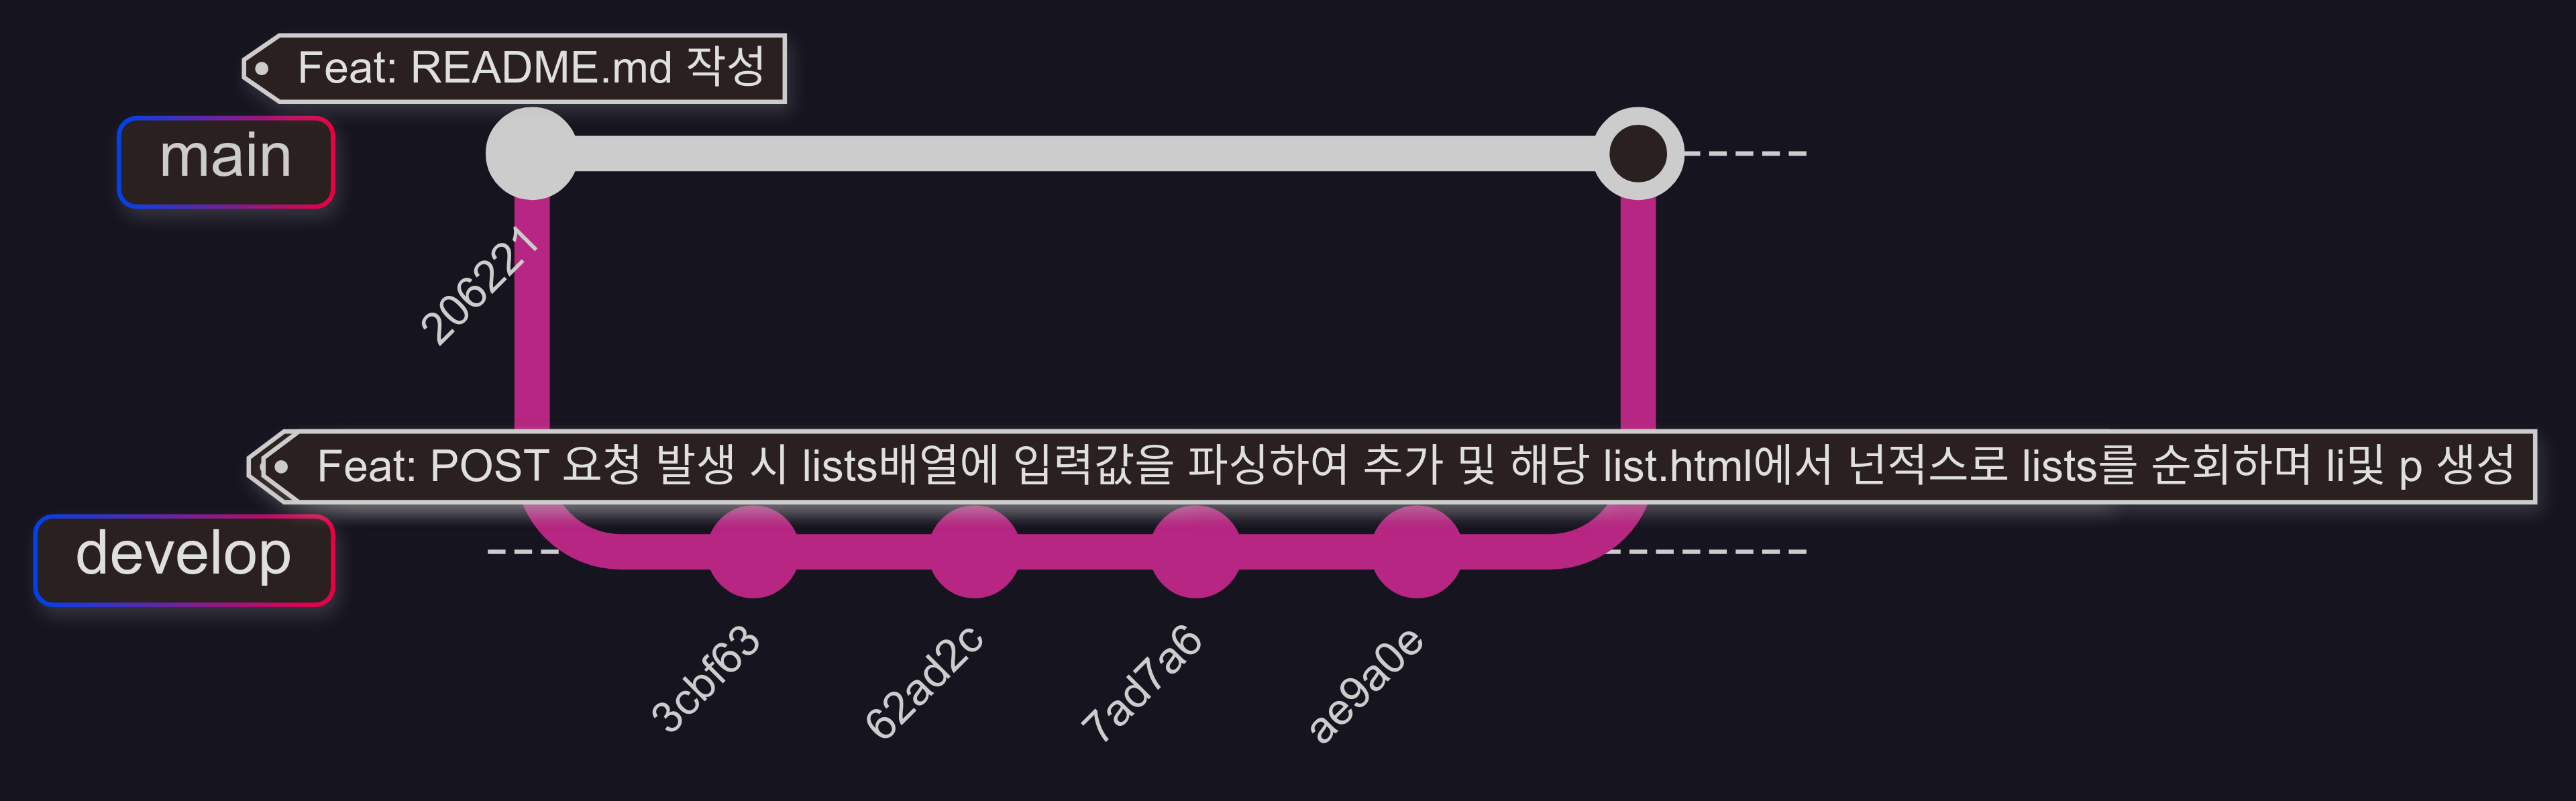 Feat: README.md 작성
main
206221
Feat: POST 요청 발생 시 lists배열에 입력값을 파싱하여 추가 및 해당 list.html에서 넌적스로 lists를 순회하며 li및 p 생성
develop
3cbf63
62ad2c
7ad7a6
ae9a0e